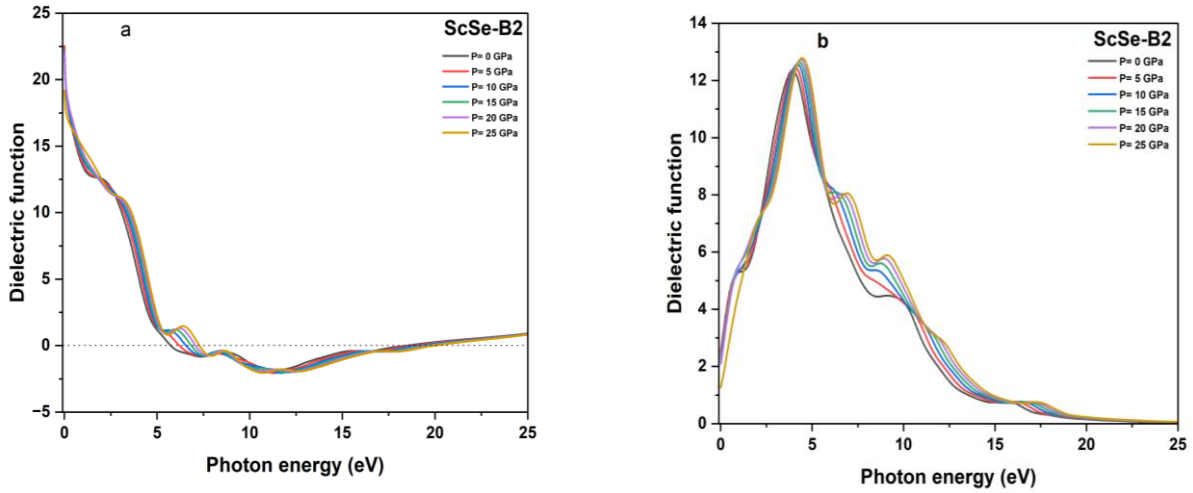 a
ScSe-B2
P= 0 GPa
P= 5 GPa
P= 10 GPa
P= 15 GPa
P= 20 GPa
P= 25 GPa
Dielectric function
25
20
15
10
5
0
−5
0 5 10 15 20 25
Photon energy (eV)
b
ScSe-B2
P= 0 GPa
P= 5 GPa
P= 10 GPa
P= 15 GPa
P= 20 GPa
P= 25 GPa
Dielectric function
14
12
10
8
6
4
2
0
0 5 10 15 20 25
Photon energy (eV)